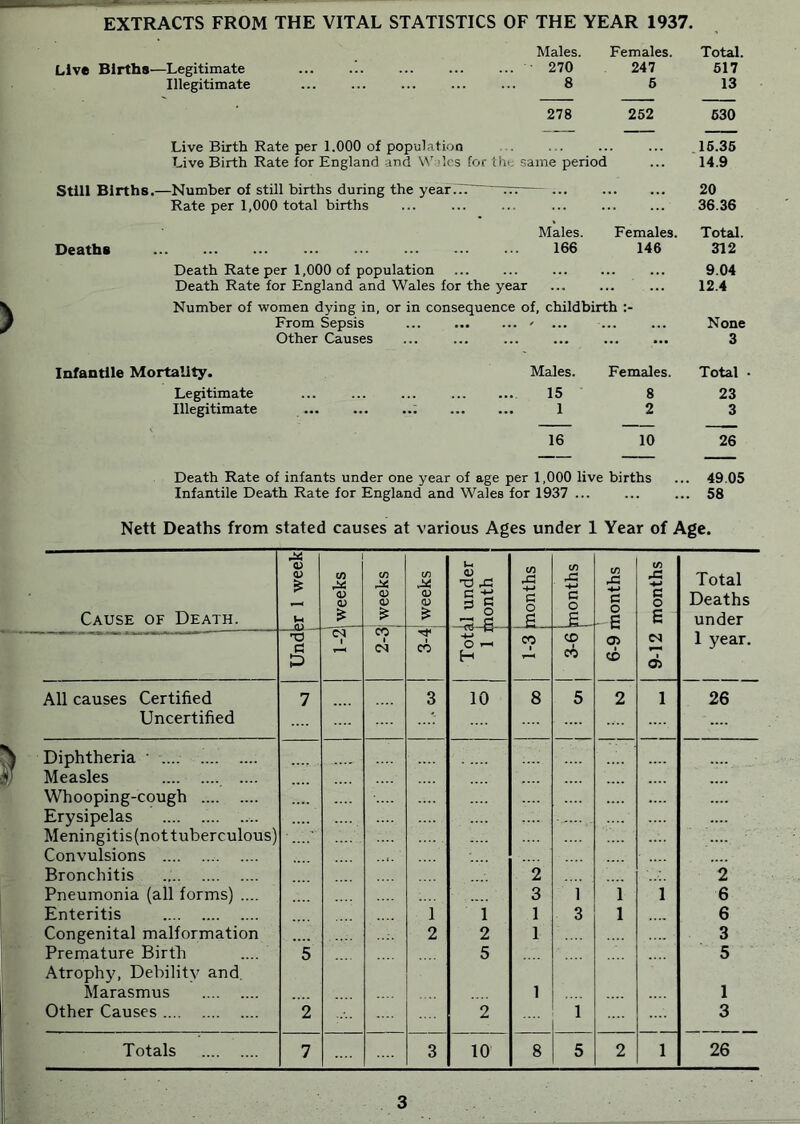 EXTRACTS FROM THE VITAL STATISTICS OF THE YEAR 1937.
Males. Females. Total.
Live Births—Legitimate ... ... ... ... ... 270 247 517
Illegitimate ... ... ... ... ... 8 5 13
278 252 530
Live Birth Rate per 1.000 of population ... ... ... ... 15.35
Live Birth Rate for England and Wales for the same period ... 14.9
Still Births.—Number of still births during the year... ... ... ... ... 20
Rate per 1,000 total births ... ... ... ... ... ... 36.36
Males. Females. Total.
Deaths ... ... ... ... ... ... ... ... 166 146 312
Death Rate per 1,000 of population ... ... ... ... ... 9.04
Death Rate for England and Wales for the year ... ... ... 12.4
Number of women dying in, or in consequence of, childbirth :-
From Sepsis ... ... ... ... ... ... None
Other Causes ... ... ... ... ... ... 3
Infantile Mortality. Males. Females. Total
Legitimate ... ... ... ... ... 15 8 23
Illegitimate ... ... ... ... ... 1 2 3
16 10 26
Death Rate of infants under one year of age per 1,000 live births ... 49.05
Infantile Death Rate for England and Wales for 1937 ... ... ... 58
Nett Deaths from stated causes at various Ages under 1 Year of Age.
Cause of Death. Under 1 week 1-2 weeks 2-3 weeks 3-4 weeks Total under 1 month 1-3 months 3-6 months 6-9 months 9-12 months Total Deaths under 1 year.
All causes Certified 7 .... .... 3 10 8 5 2 1 26
Uncertified .... .... .... .... .... .... .... .... .... ....
Diphtheria .... .... .... .... .... .... .... .... .... .... .... .... ....
Measles .... .... .... .... .... .... .... .... .... .... .... .... ....
Whooping-cough .... .... .... .... .... .... .... .... .... .... .... ....
Erysipelas .... .... .... .... .... .... .... .... .... .... .... .... ....
Meningitis(nottuberculous) .... .... .... .... .... .... .... .... .... ....
Convulsions .... .... .... .... .... .... .... .... .... .... .... .... ....
Bronchitis .... .... .... .... .... .... .... .... 2 .... .... .... 2
Pneumonia (all forms) .... .... .... .... .... .... 3 1 1 1 6
Enteritis .... .... .... .... .... .... 1 1 1 3 1 .... 6
Congenital malformation .... .... .... 2 2 1 .... .... .... 3
Premature Birth .... 5 .... .... .... 5 .... .... .... .... 5
Atrophy, Debility and
Marasmus .... .... .... .... .... .... .... 1 .... .... .... 1
Other Causes .... .... .... 2 .... .... .... 2 .... 1 .... .... 3
Totals .... .... 7 .... .... 3 10 8 5 2 1 26
3